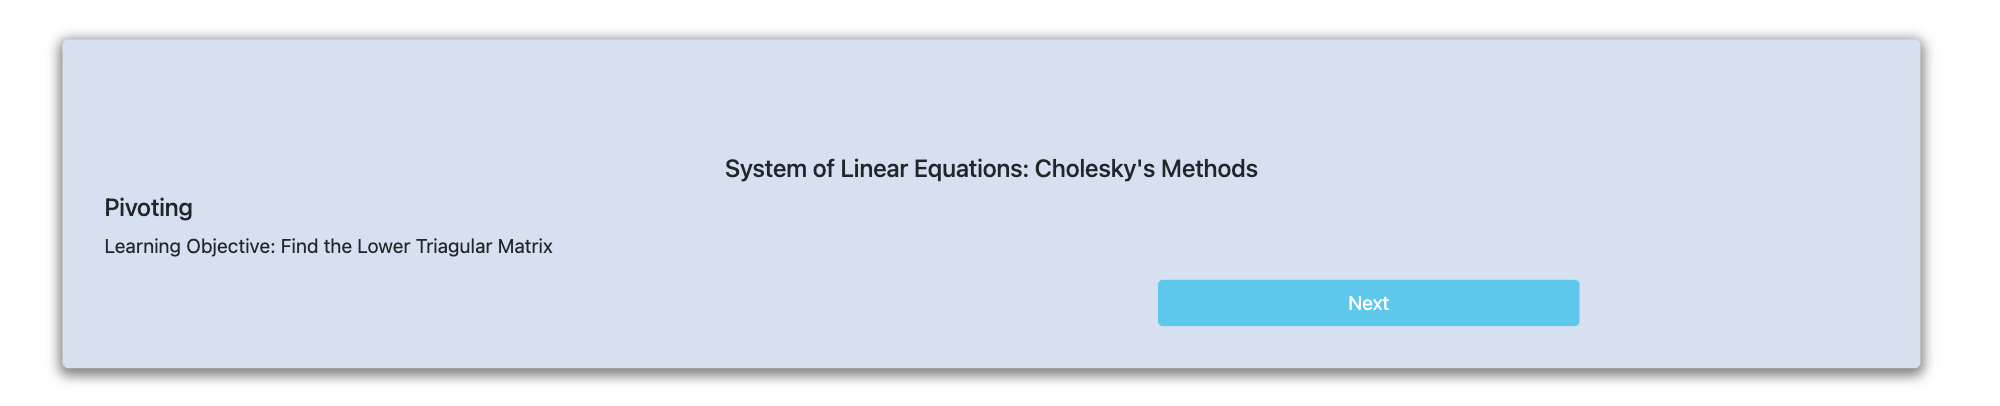 System of Linear Equations: Cholesky's Methods
Pivoting
Learning Objective: Find the Lower Triagular Matrix
Next